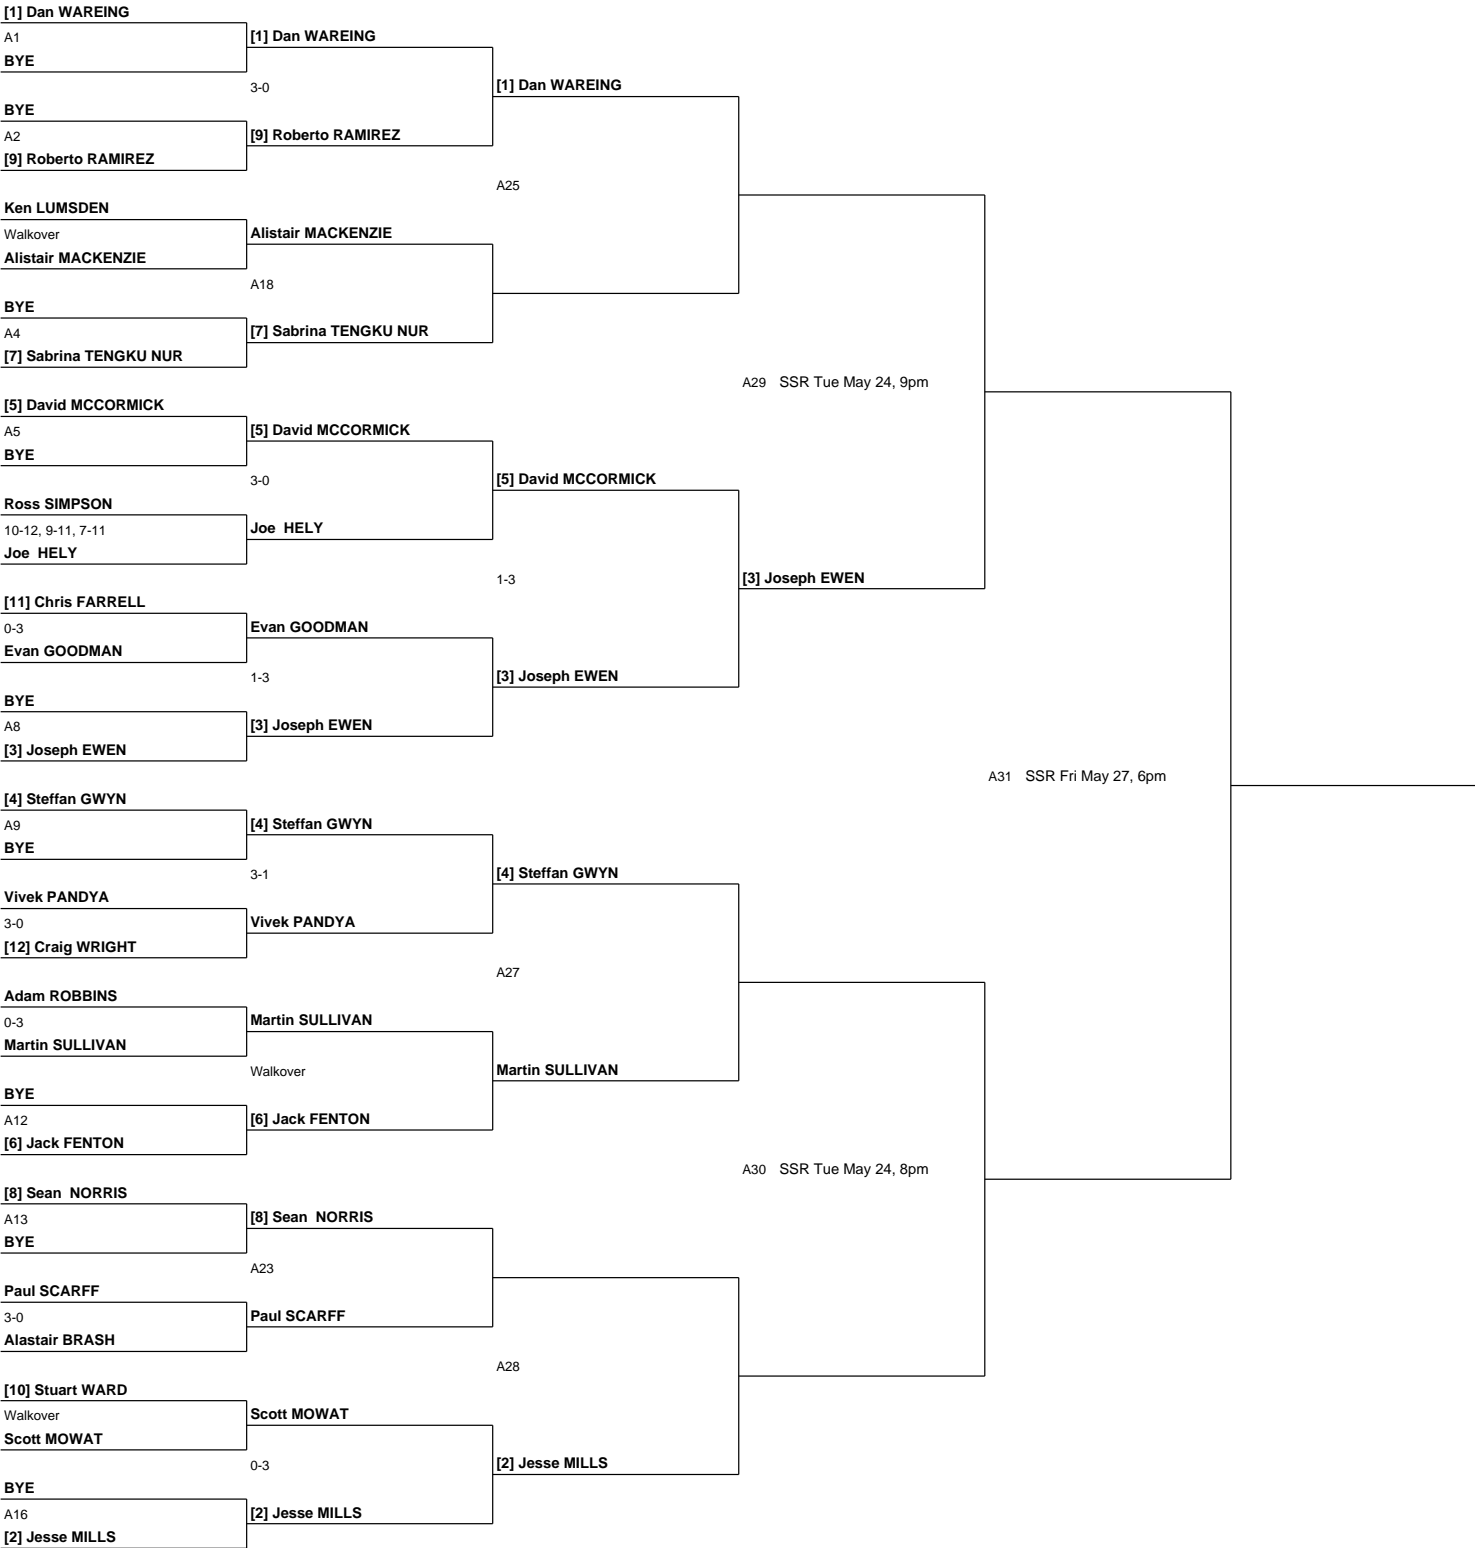 [1] Dan WAREING
A1
BYE
BYE
A2
[9] Roberto RAMIREZ
Ken LUMSDEN
Walkover
Alistair MACKENZIE
BYE
A4
[7] Sabrina TENGKU NUR
[5] David MCCORMICK
A5
BYE
Ross SIMPSON
10-12, 9-11, 7-11
Joe  HELY
[11] Chris FARRELL
0-3
Evan GOODMAN
BYE
A8
[3] Joseph EWEN
[4] Steffan GWYN
A9
BYE
Vivek PANDYA
3-0
[12] Craig WRIGHT
Adam ROBBINS
0-3
Martin SULLIVAN
BYE
A12
[6] Jack FENTON
[8] Sean  NORRIS
A13
BYE
Paul SCARFF
3-0
Alastair BRASH
[10] Stuart WARD
Walkover
Scott MOWAT
BYE
A16
[2] Jesse MILLS
[1] Dan WAREING
3-0
[9] Roberto RAMIREZ
Alistair MACKENZIE
A18
[7] Sabrina TENGKU NUR
[5] David MCCORMICK
3-0
Joe  HELY
Evan GOODMAN
1-3
[3] Joseph EWEN
[4] Steffan GWYN
3-1
Vivek PANDYA
Martin SULLIVAN
Walkover
[6] Jack FENTON
[8] Sean  NORRIS
A23
Paul SCARFF
Scott MOWAT
0-3
[2] Jesse MILLS
[1] Dan WAREING
A25
[5] David MCCORMICK
1-3
[3] Joseph EWEN
[4] Steffan GWYN
A27
Martin SULLIVAN
A28
[2] Jesse MILLS
A29 SSR Tue May 24, 9pm
[3] Joseph EWEN
A30 SSR Tue May 24, 8pm
A31 SSR Fri May 27, 6pm